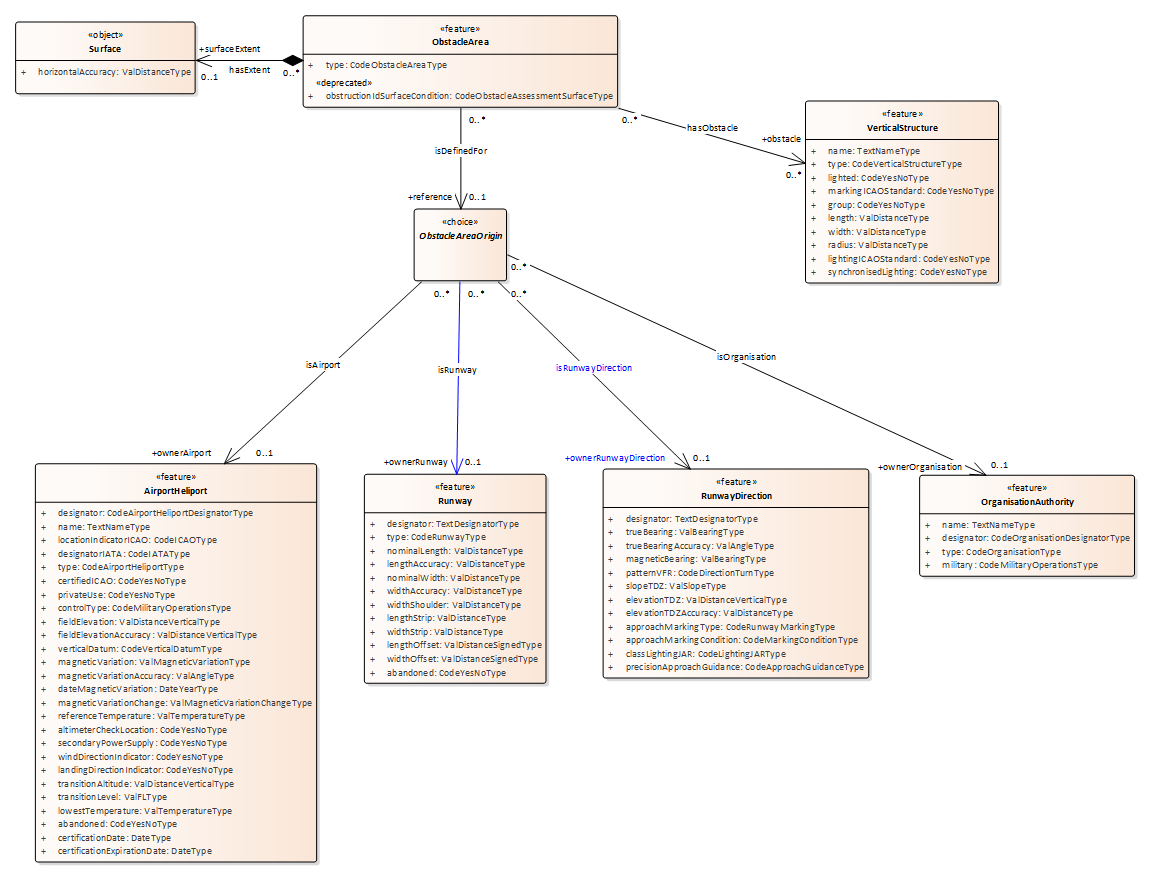 «object»
Surface
+ horizontalAccuracy: ValDistanceType
+surfaceExtent
hasExtent
0..1
0..*
«feature»
ObstacleArea
+ type: CodeObstacleAreaType
«deprecated»
+ obstructionIdSurfaceCondition: CodeObstacleAssessmentSurfaceType
0..*
isDefinedFor
+reference
0..1
0..*
hasObstacle
+obstacle
0..*
«feature»
VerticalStructure
+ name: TextNameType
+ type: CodeVerticalStructureType
+ lighted: CodeYesNoType
+ markingICAOStandard: CodeYesNoType
+ group: CodeYesNoType
+ length: ValDistanceType
+ width: ValDistanceType
+ radius: ValDistanceType
+ lightingICAOStandard: CodeYesNoType
+ synchronisedLighting: CodeYesNoType
«choice»
ObstacleAreaOrigin
0..*
0..*
0..*
0..*
isAirport
isRunway
isRunwayDirection
isOrganisation
+ownerAirport
0..1
+ownerRunway
0..1
+ownerRunwayDirection
0..1
+ownerOrganisation
0..1
«feature»
AirportHeliport
+ designator: CodeAirportHeliportDesignatorType
+ name: TextNameType
+ locationIndicatorICAO: CodeICAOType
+ designatorIATA: CodeIATAType
+ type: CodeAirportHeliportType
+ certifiedICAO: CodeYesNoType
+ privateUse: CodeYesNoType
+ controlType: CodeMilitaryOperationsType
+ fieldElevation: ValDistanceVerticalType
+ fieldElevationAccuracy: ValDistanceVerticalType
+ verticalDatum: CodeVerticalDatumType
+ magneticVariation: ValMagneticVariationType
+ magneticVariationAccuracy: ValAngleType
+ dateMagneticVariation: DateYearType
+ magneticVariationChange: ValMagneticVariationChangeType
+ referenceTemperature: ValTemperatureType
+ altimeterCheckLocation: CodeYesNoType
+ secondaryPowerSupply: CodeYesNoType
+ windDirectionIndicator: CodeYesNoType
+ landingDirectionIndicator: CodeYesNoType
+ transitionAltitude: ValDistanceVerticalType
+ transitionLevel: ValFLType
+ lowestTemperature: ValTemperatureType
+ abandoned: CodeYesNoType
+ certificationDate: DateType
+ certificationExpirationDate: DateType
«feature»
Runway
+ designator: TextDesignatorType
+ type: CodeRunwayType
+ nominalLength: ValDistanceType
+ lengthAccuracy: ValDistanceType
+ nominalWidth: ValDistanceType
+ widthAccuracy: ValDistanceType
+ widthShoulder: ValDistanceType
+ lengthStrip: ValDistanceType
+ widthStrip: ValDistanceType
+ lengthOffset: ValDistanceSignedType
+ widthOffset: ValDistanceSignedType
+ abandoned: CodeYesNoType
«feature»
RunwayDirection
+ designator: TextDesignatorType
+ trueBearing: ValBearingType
+ trueBearingAccuracy: ValAngleType
+ magneticBearing: ValBearingType
+ patternVFR: CodeDirectionTurnType
+ slopeTDZ: ValSlopeType
+ elevationTDZ: ValDistanceVerticalType
+ elevationTDZAccuracy: ValDistanceType
+ approachMarkingType: CodeRunwayMarkingType
+ approachMarkingCondition: CodeMarkingConditionType
+ classLightingJAR: CodeLightingJARType
+ precisionApproachGuidance: CodeApproachGuidanceType
«feature»
OrganisationAuthority
+ name: TextNameType
+ designator: CodeOrganisationDesignatorType
+ type: CodeOrganisationType
+ military: CodeMilitaryOperationsType